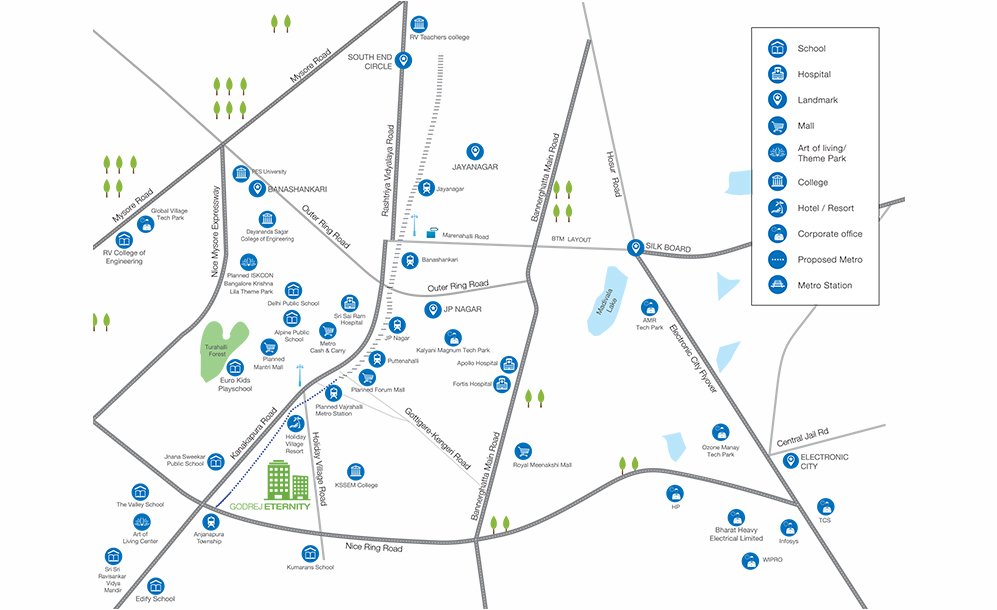 RV Teachers college
SOUTH END
CIRCLE
Mysore Road
Rashtriya Vidyalaya Road
JAYANAGAR
Jayanagar
Bannerghatta Main Road
Hosur Road
PES University
BANASHANKARI
Mysore Road
Global Village
Tech Park
RV College of
Engineering
Nice Mysore Expressway
Dayananda Sagar
College of Engineering
Outer Ring Road
Marenahalli Road
BTM LAYOUT
SILK BOARD
Planned ISKCON
Bangalore Krishna
Lila Theme Park
Banashankari
Outer Ring Road
Delhi Public School
Sri Sai Ram
Hospital
JP NAGAR
Madivala
Lake
AMR
Tech Park
Alpine Public
School
Metro
Cash & Carry
JP Nagar
Kalyani Magnum Tech Park
Turahalli
Forest
Planned
Mantri Mall
Puttenahalli
Apollo Hospital
Electronic City Flyover
Euro Kids
Playschool
Planned Forum Mall
Fortis Hospital
Planned Vajrahalli
Metro Station
Kanakapura Road
Holiday
Village
Resort
Holiday Village Road
Gottigere-Kengeri Road
Bannerghatta Main Road
Royal Meenakshi Mall
Ozone Manay
Tech Park
Central Jail Rd
ELECTRONIC
CITY
Jnana Sweekar
Public School
KSSEM College
GODREJ ETERNITY
The Valley School
Art of
Living Center
Anjanapura
Township
Nice Ring Road
Kumarans School
HP
Bharat Heavy
Electrical Limited
Infosys
TCS
WIPRO
Sri Sri
Ravisankar
Vidya
Mandir
Edify School
School
Hospital
Landmark
Mall
Art of living/
Theme Park
College
Hotel / Resort
Corporate office
Proposed Metro
Metro Station